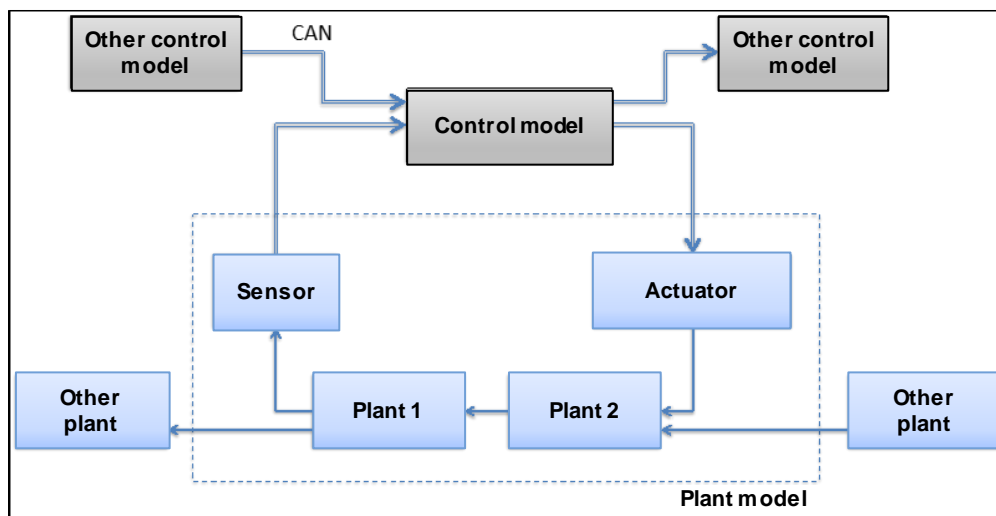 Other control
model
CAN
Other control
model
Control model
Sensor
Actuator
Other
plant
Plant 1
Plant 2
Other
plant
Plant model